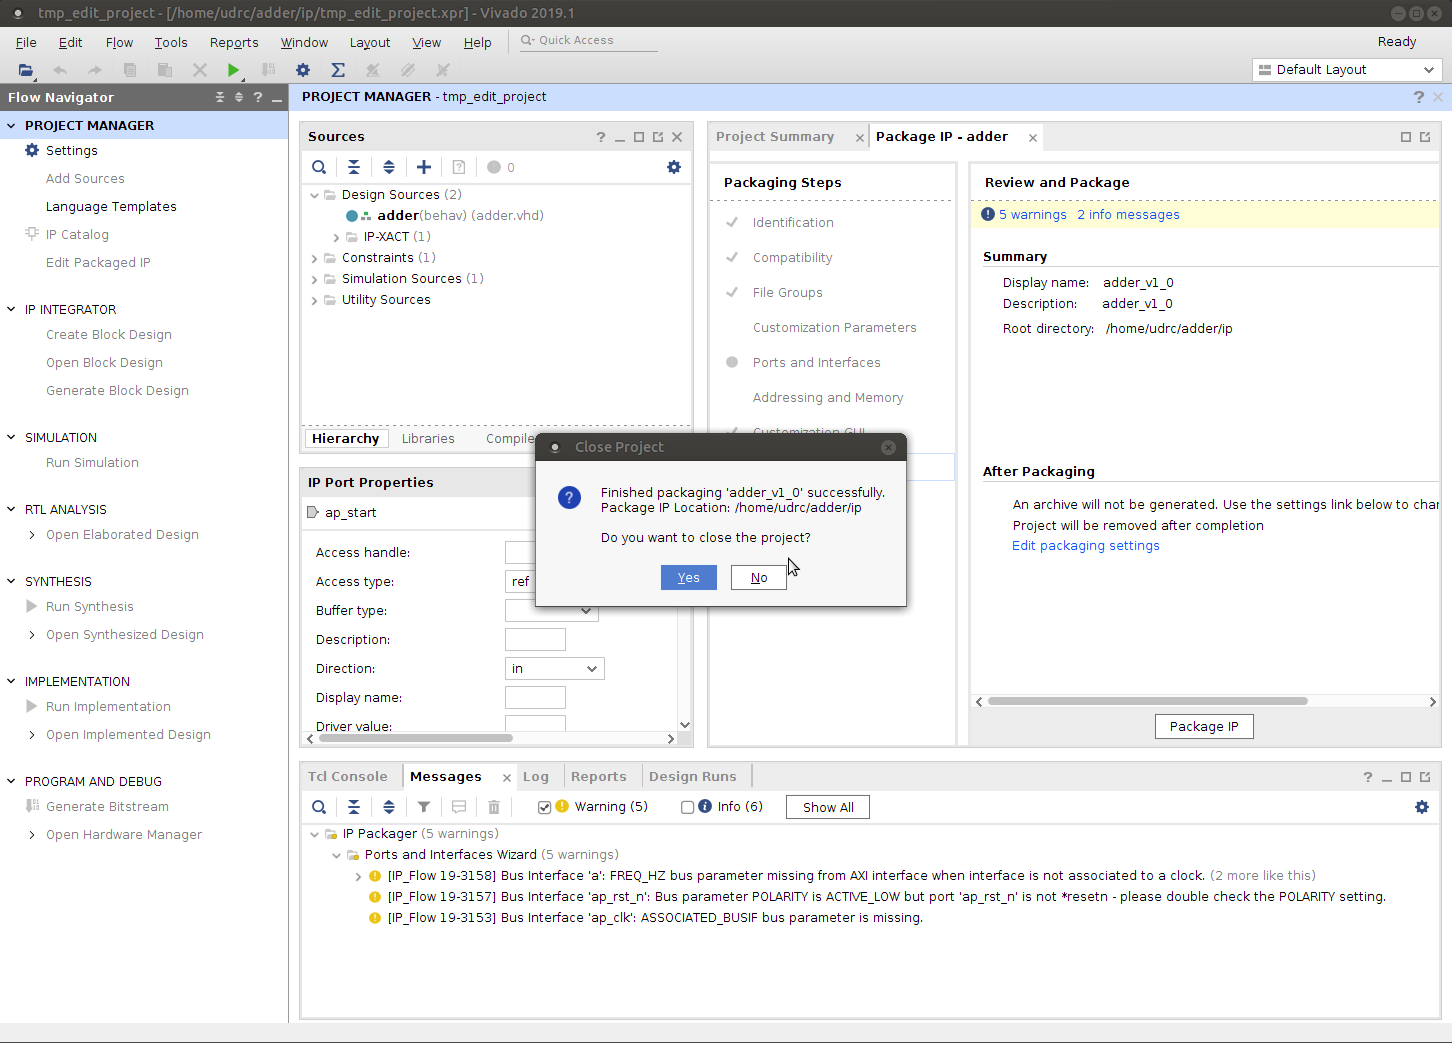 tmp_edit_project - [/home/udrc/adder/ip/tmp_edit_project.xpr] - Vivado 2019.1
File Edit Flow Tools Reports Window Layout View Help
Quick Access
Ready
Default Layout
Flow Navigator
PROJECT MANAGER
Settings
Add Sources
Language Templates
IP Catalog
Edit Packaged IP
IP INTEGRATOR
Create Block Design
Open Block Design
Generate Block Design
SIMULATION
Run Simulation
RTL ANALYSIS
Open Elaborated Design
SYNTHESIS
Run Synthesis
Open Synthesized Design
IMPLEMENTATION
Run Implementation
Open Implemented Design
PROGRAM AND DEBUG
Generate Bitstream
Open Hardware Manager
PROJECT MANAGER - tmp_edit_project
Sources
0
Design Sources (2)
adder(behav) (adder.vhd)
IP-XACT (1)
Constraints (1)
Simulation Sources (1)
Utility Sources
Hierarchy Libraries Compile
IP Port Properties
ap_start
Access handle:
Access type: ref
Buffer type:
Description:
Direction: in
Display name:
Driver value:
Project Summary Package IP - adder
Packaging Steps
Identification
Compatibility
File Groups
Customization Parameters
Ports and Interfaces
Addressing and Memory
Customization GUI
Review and Package
5 warnings 2 info messages
Summary
Display name: adder_v1_0
Description: adder_v1_0
Root directory: /home/udrc/adder/ip
After Packaging
An archive will not be generated. Use the settings link below to char
Project will be removed after completion
Edit packaging settings
Package IP
Close Project
Finished packaging 'adder_v1_0' successfully.
Package IP Location: /home/udrc/adder/ip
Do you want to close the project?
Yes No
Tcl Console Messages Log Reports Design Runs
Warning (5) Info (6) Show All
IP Packager (5 warnings)
Ports and Interfaces Wizard (5 warnings)
[IP_Flow 19-3158] Bus Interface 'a': FREQ_HZ bus parameter missing from AXI interface when interface is not associated to a clock. (2 more like this)
[IP_Flow 19-3157] Bus Interface 'ap_rst_n': Bus parameter POLARITY is ACTIVE_LOW but port 'ap_rst_n' is not *resetn - please double check the POLARITY setting.
[IP_Flow 19-3153] Bus Interface 'ap_clk': ASSOCIATED_BUSIF bus parameter is missing.